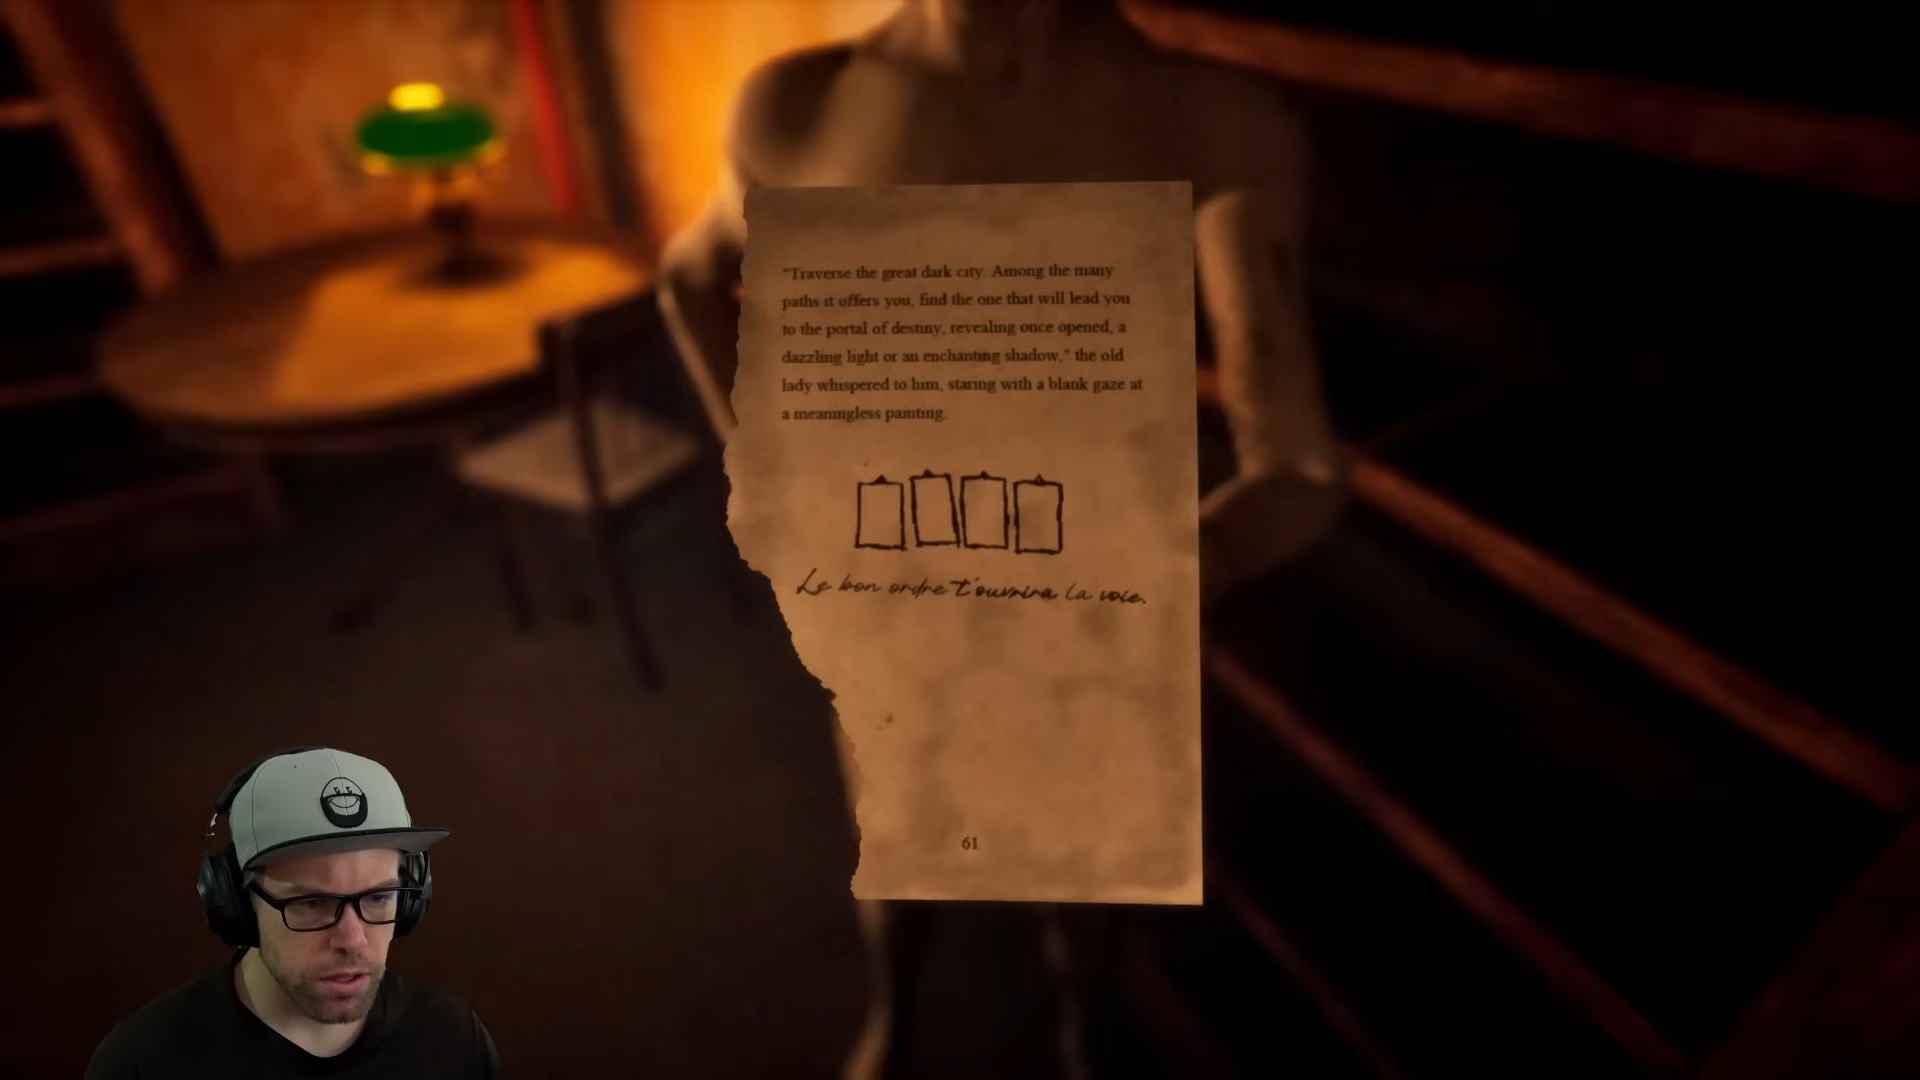 "Traverse the great dark city. Among the many
paths it offers you, find the one that will lead you
to the portal of destiny, revealing once opened, a
dazzling light or an enchanting shadow," the old
lady whispered to him, staring with a blank gaze at
a meaningless painting.
Le bon ordre t'ouvrira la voie.
61